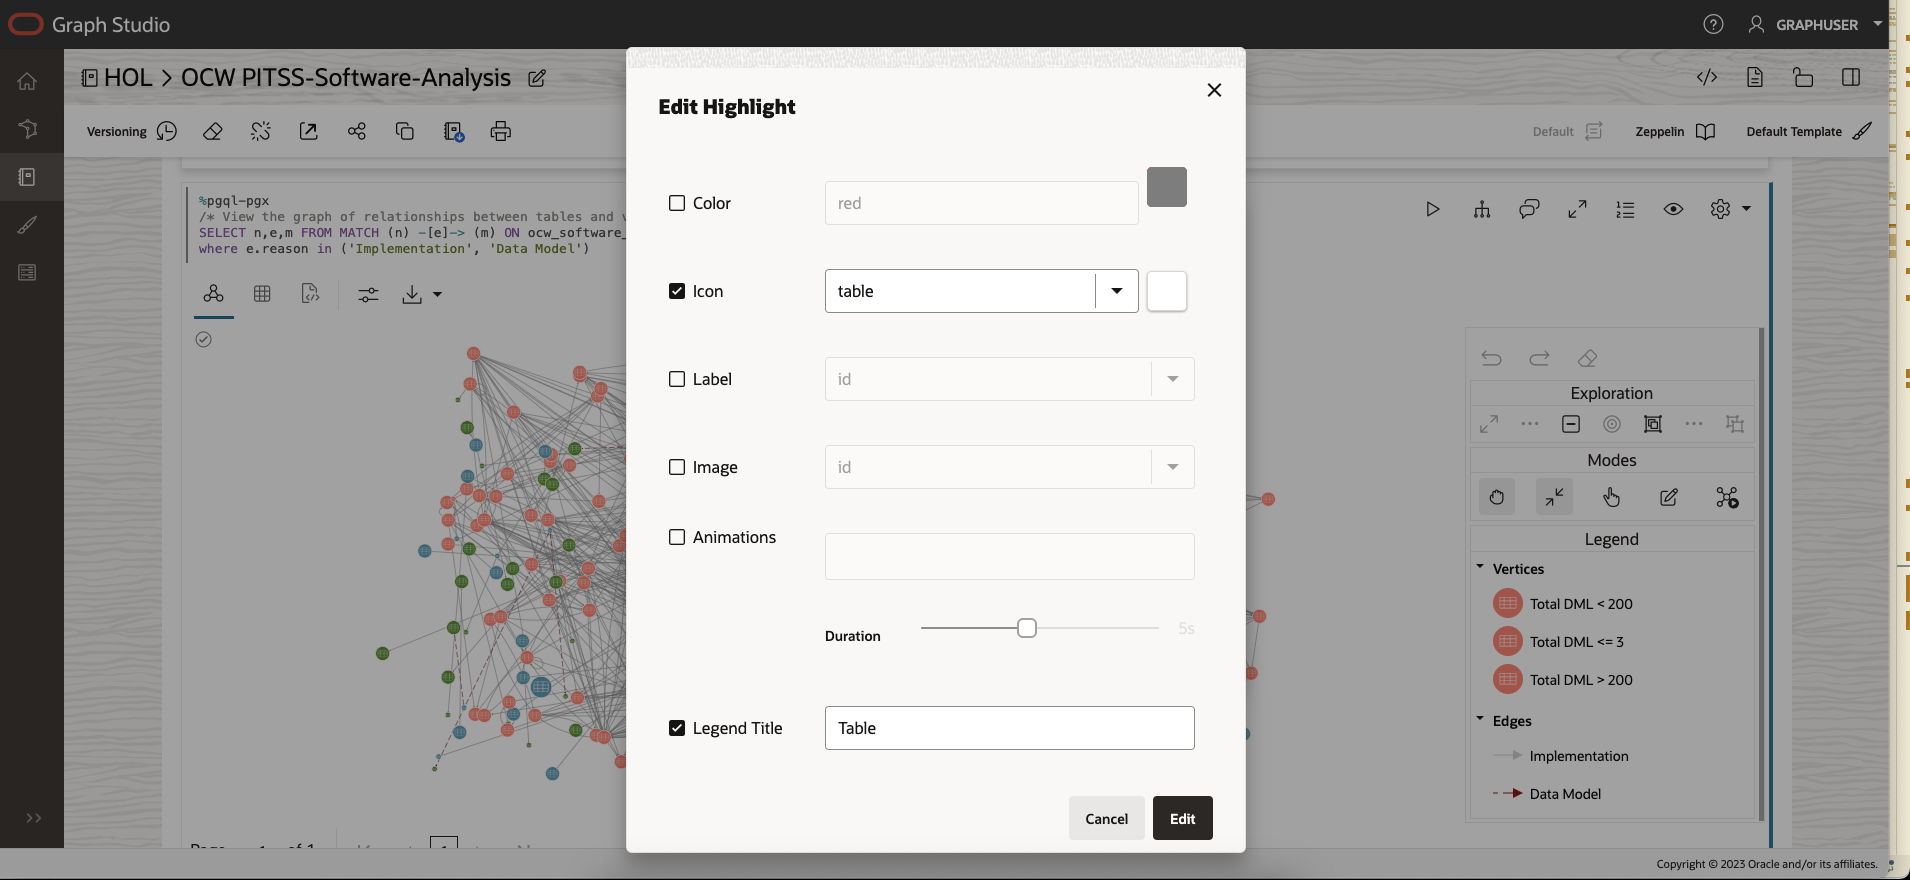 Graph Studio
GRAPHUSER
HOL > OCW PITSS-Software-Analysis
Versioning
Default
Zeppelin
Default Template
%pgql-pgx
/* View the graph of relationships between tables and
SELECT n,e,m FROM MATCH (n) -[e]-> (m) ON ocw_software_
where e.reason in ('Implementation', 'Data Model')
Edit Highlight
Color
red
Icon
table
Label
id
Image
id
Animations
Duration
5s
Legend Title
Table
Cancel
Edit
Exploration
Modes
Legend
Vertices
Total DML < 200
Total DML <= 3
Total DML > 200
Edges
Implementation
Data Model
Copyright © 2023 Oracle and/or its affiliates.